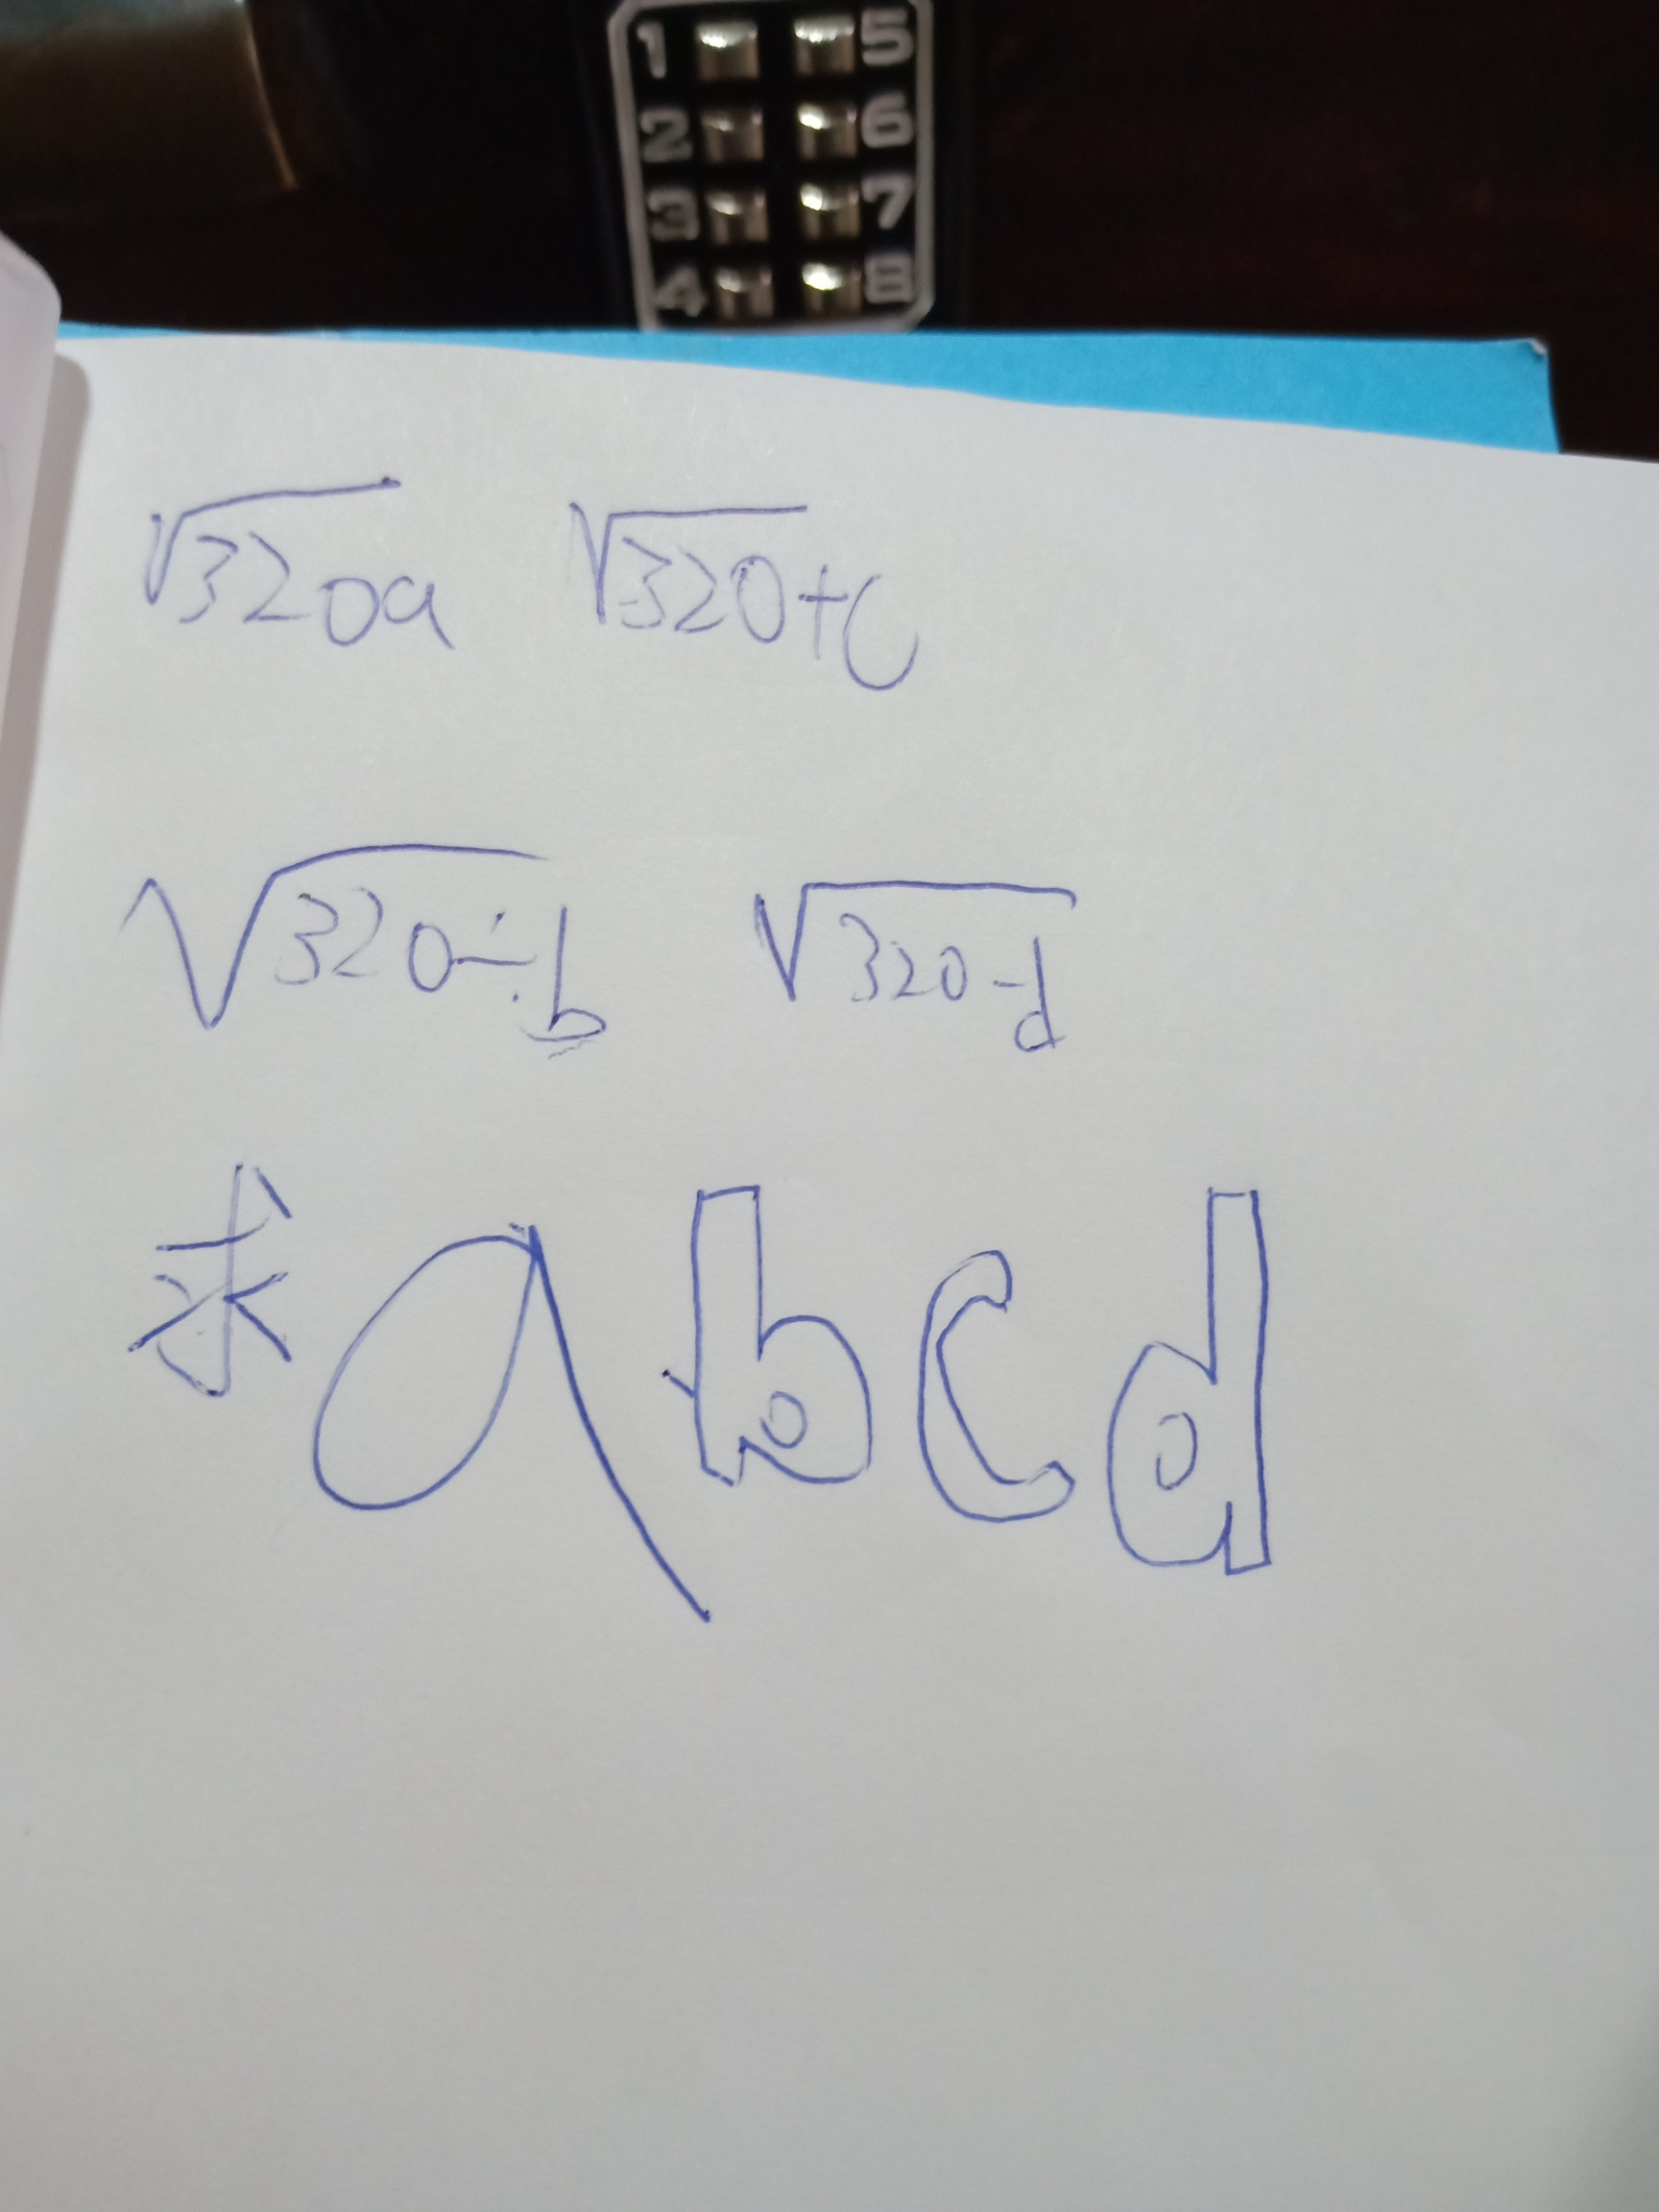 1 5
2 6
3 7
4 8
√320a √320+c
√320÷b √320-d
求abcd